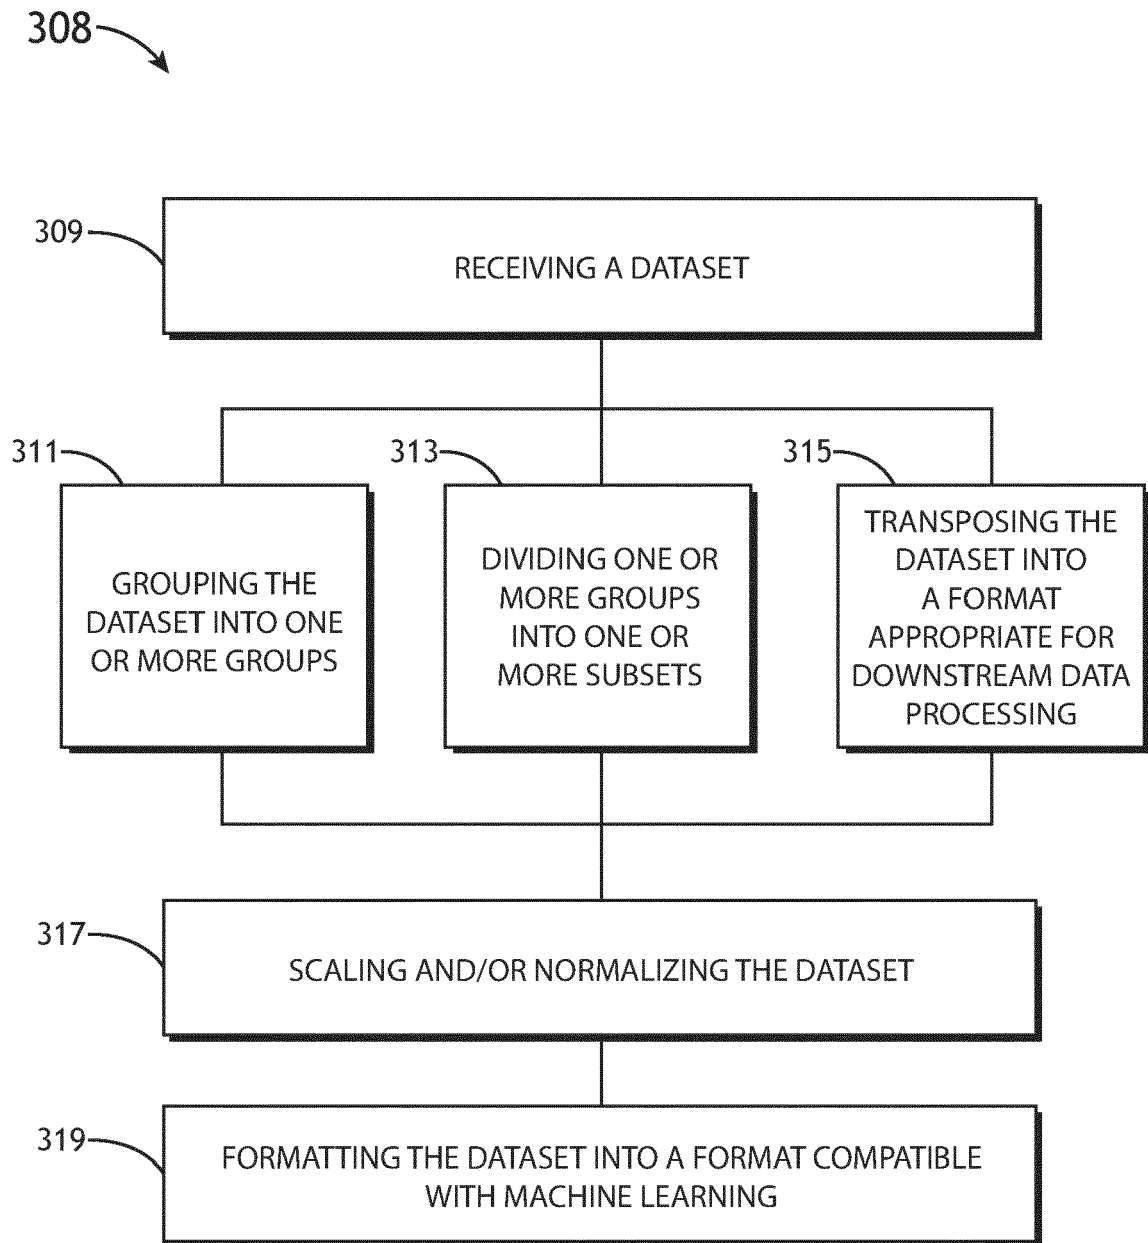 308
309
RECEIVING A DATASET
311
313
315
GROUPING THE
DATASET INTO ONE
OR MORE GROUPS
DIVIDING ONE OR
MORE GROUPS
INTO ONE OR
MORE SUBSETS
TRANSPOSING THE
DATASET INTO
A FORMAT
APPROPRIATE FOR
DOWNSTREAM DATA
PROCESSING
317
SCALING AND/OR NORMALIZING THE DATASET
319
FORMATTING THE DATASET INTO A FORMAT COMPATIBLE
WITH MACHINE LEARNING